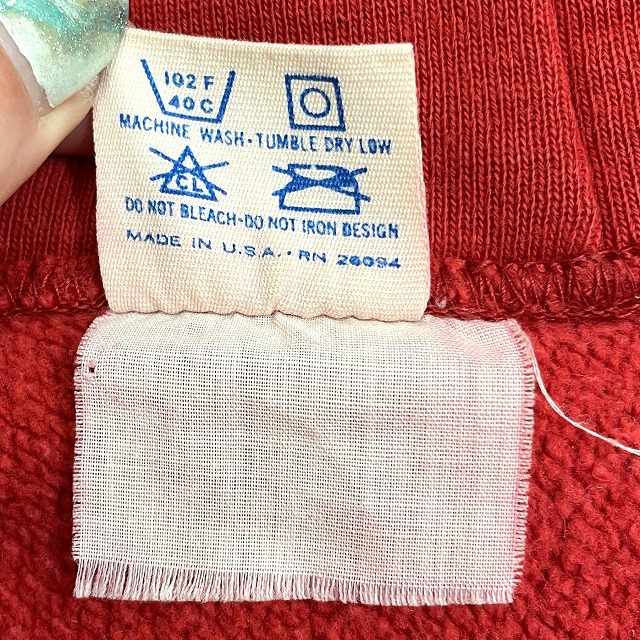 102 F
40 C
MACHINE WASH·TUMBLE DRY LOW
CL
DO NOT BLEACH·DO NOT IRON DESIGN
MADE IN U.S.A.·RN 26094